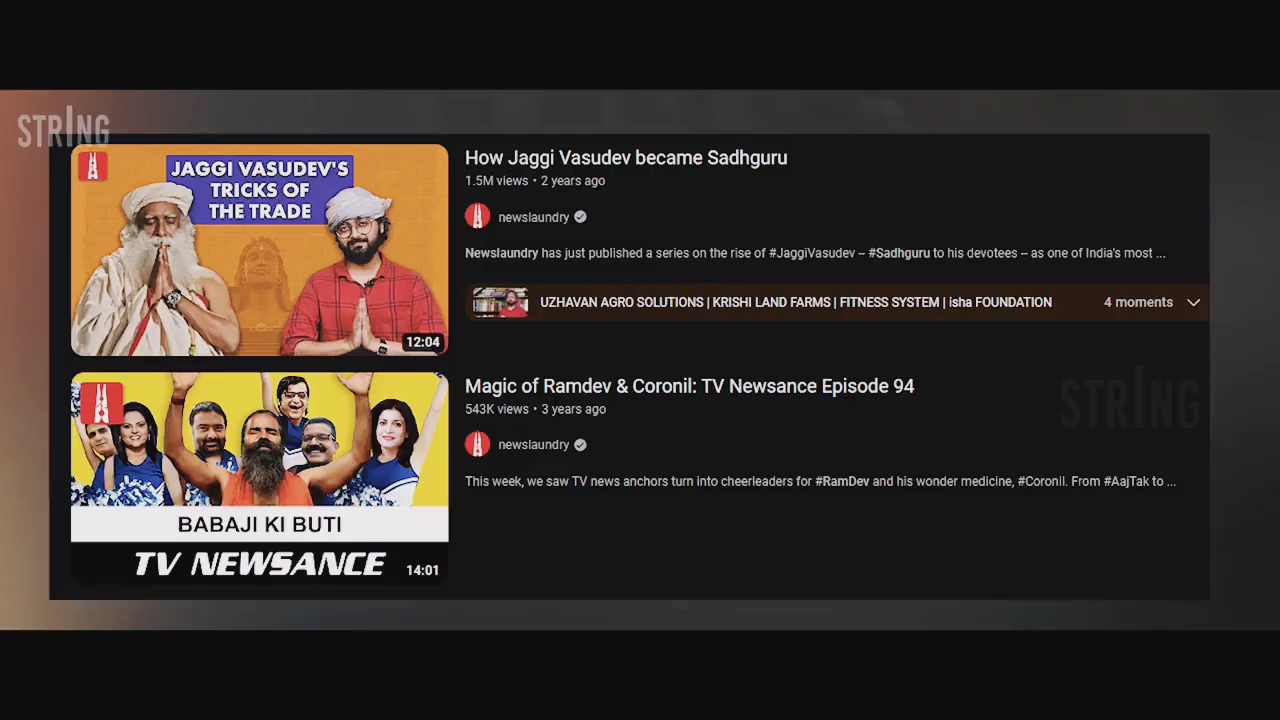 STRING
JAGGI VASUDEV'S
TRICKS OF
THE TRADE
12:04
How Jaggi Vasudev became Sadhguru
1.5M views • 2 years ago
newslaundry
Newslaundry has just published a series on the rise of #JaggiVasudev -- #Sadhguru to his devotees -- as one of India's most ...
UZHAVAN AGRO SOLUTIONS | KRISHI LAND FARMS | FITNESS SYSTEM | isha FOUNDATION
4 moments
BABAJI KI BUTI
TV NEWSANCE
14:01
Magic of Ramdev & Coronil: TV Newsance Episode 94
543K views • 3 years ago
newslaundry
This week, we saw TV news anchors turn into cheerleaders for #RamDev and his wonder medicine, #Coronil. From #AajTak to ...
STRING